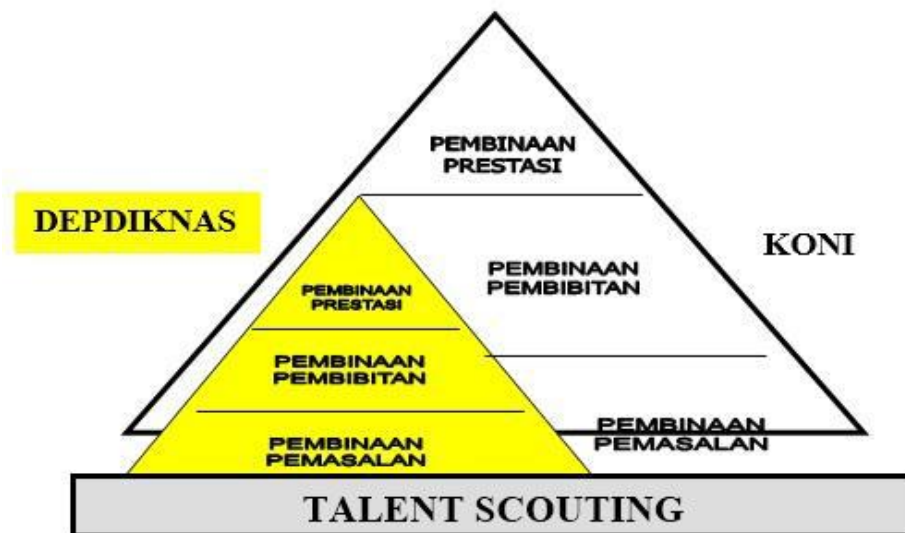 PEMBINAAN
PRESTASI
DEPDIKNAS
KONI
PEMBINAAN
PEMBIBITAN
PEMBINAAN
PRESTASI
PEMBINAAN
PEMBIBITAN
PEMBINAAN
PEMASALAN
PEMBINAAN
PEMASALAN
TALENT SCOUTING